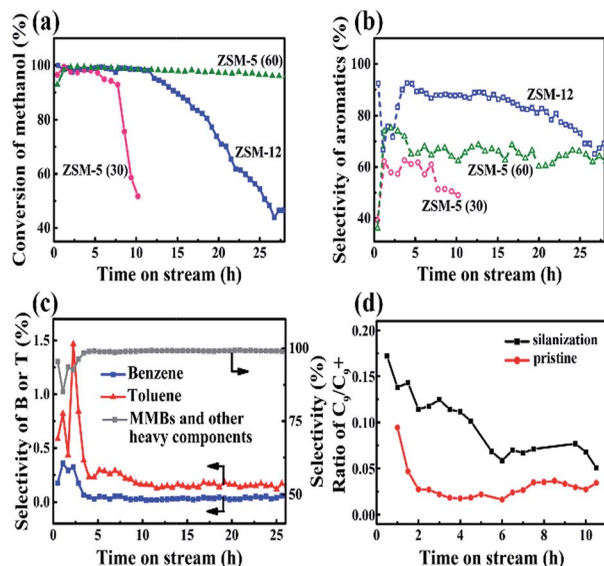 (a)
Conversion of methanol (%)
100
90
80
70
60
50
40
ZSM-5 (60)
ZSM-12
ZSM-5 (30)
0 5 10 15 20 25
Time on stream (h)
(b)
Selectivity of aromatics (%)
100
80
60
40
ZSM-12
ZSM-5 (60)
ZSM-5 (30)
0 5 10 15 20 25
Time on stream (h)
(c)
Selectivity of B or T (%)
1.5
1.0
0.5
0.0
Benzene
Toluene
MMBs and other
heavy components
100
75
50
Selectivity (%)
0 5 10 15 20 25
Time on stream (h)
(d)
Ratio of C9/C9+
0.20
0.15
0.10
0.05
0.00
silanization
pristine
0 2 4 6 8 10
Time on stream (h)